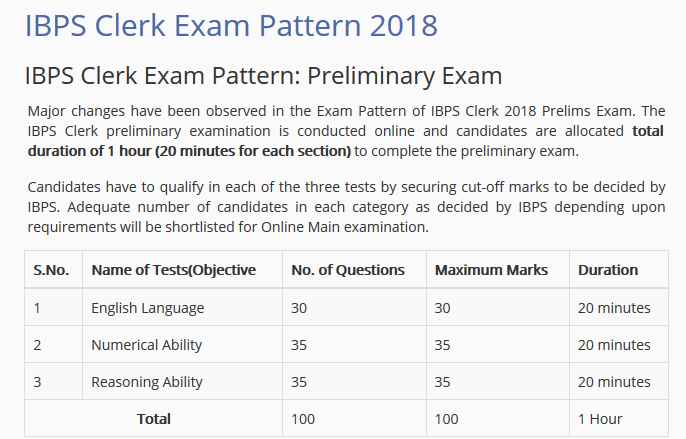 IBPS Clerk Exam Pattern 2018
IBPS Clerk Exam Pattern: Preliminary Exam
Major changes have been observed in the Exam Pattern of IBPS Clerk 2018 Prelims Exam. The
IBPS Clerk preliminary examination is conducted online and candidates are allocated total
duration of 1 hour (20 minutes for each section) to complete the preliminary exam.
Candidates have to qualify in each of the three tests by securing cut-off marks to be decided by
IBPS. Adequate number of candidates in each category as decided by IBPS depending upon
requirements will be shortlisted for Online Main examination.
S.No. Name of Tests(Objective No. of Questions Maximum Marks Duration
1 English Language 30 30 20 minutes
2 Numerical Ability 35 35 20 minutes
3 Reasoning Ability 35 35 20 minutes
Total 100 100 1 Hour